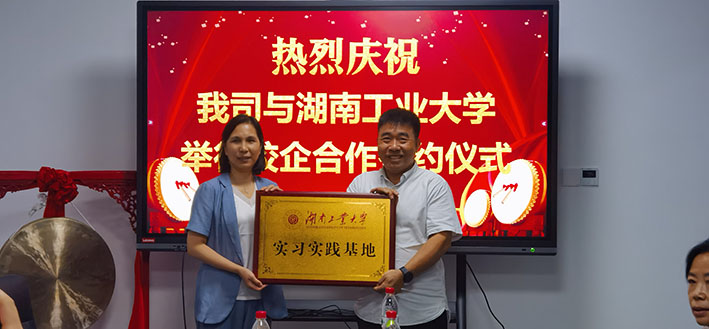 热烈庆祝
我司与湖南工业大学
举行校企合作约仪式
湖南工业大学
实习实践基地